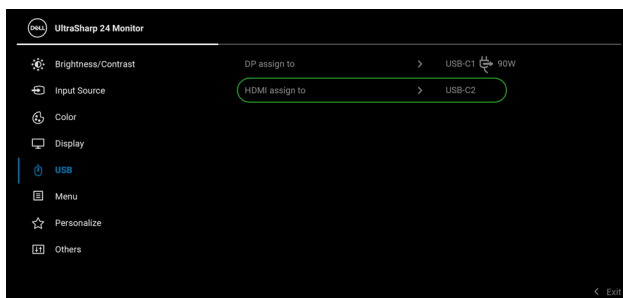 DELL UltraSharp 24 Monitor
Brightness/Contrast
DP assign to > USB-C1 90W
Input Source
HDMI assign to > USB-C2
Color
Display
USB
Menu
Personalize
Others
< Exit